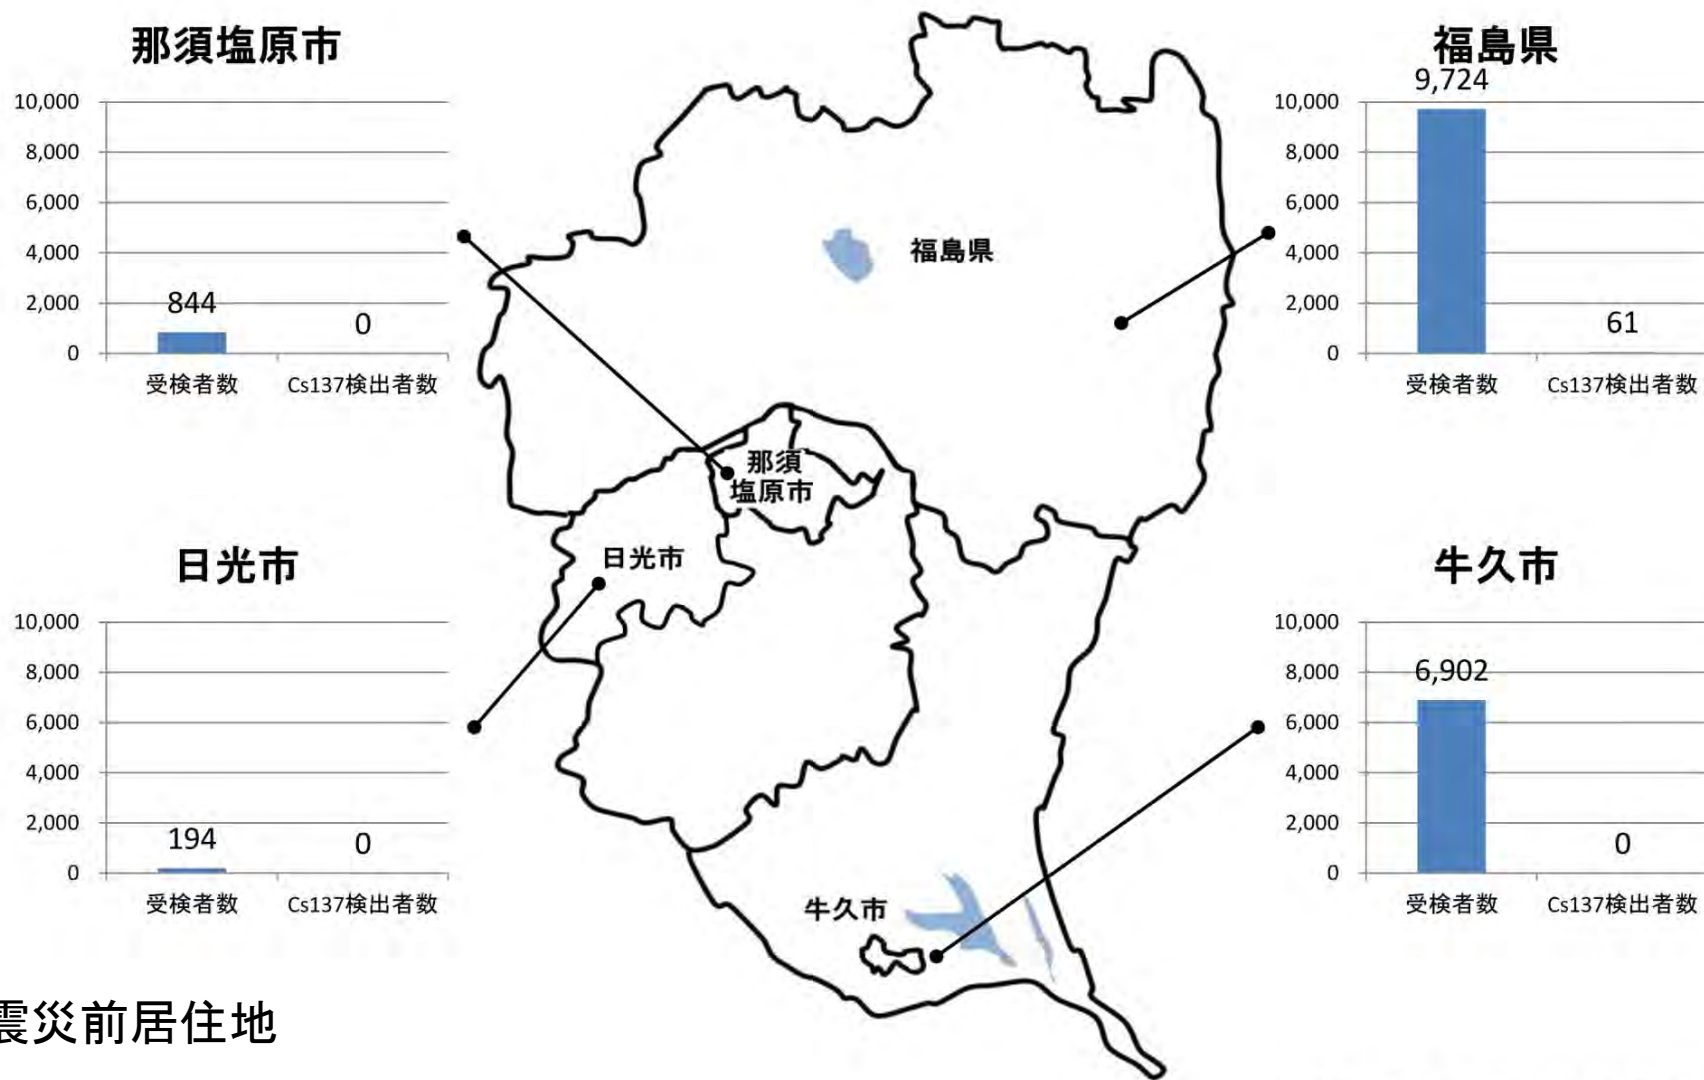 那須塩原市
10,000
8,000
6,000
4,000
2,000
0
844
0
受検者数
Cs137検出者数
福島県
9,724
10,000
8,000
6,000
4,000
2,000
0
61
受検者数
Cs137検出者数
福島県
那須
塩原市
日光市
牛久市
日光市
10,000
8,000
6,000
4,000
2,000
0
194
0
受検者数
Cs137検出者数
牛久市
10,000
8,000
6,000
4,000
2,000
0
6,902
0
受検者数
Cs137検出者数
震災前居住地